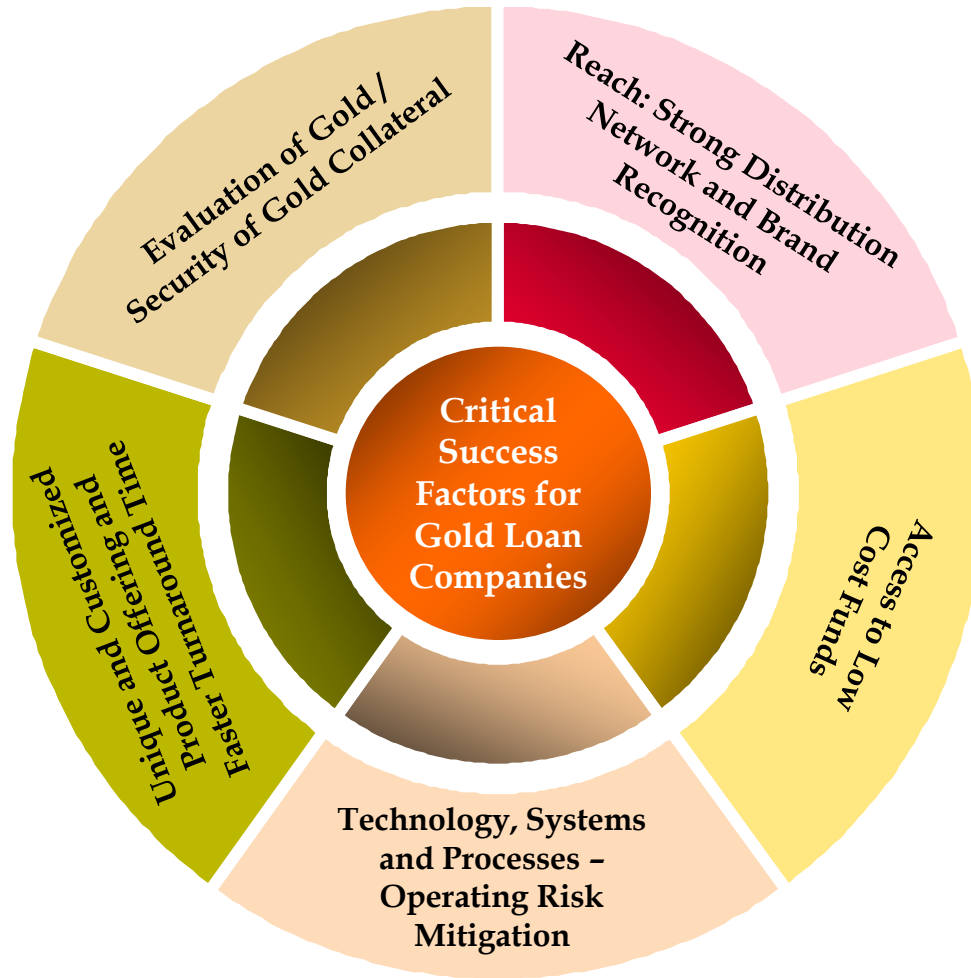 Critical
Success
Factors for
Gold Loan
Companies
Reach: Strong Distribution
Network and Brand
Recognition
Access to Low
Cost Funds
Technology, Systems
and Processes –
Operating Risk
Mitigation
Unique and Customized
Product Offering and
Faster Turnaround Time
Evaluation of Gold/
Security of Gold Collateral